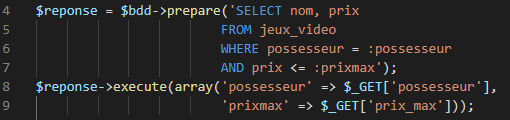 4 $reponse = $bdd->prepare('SELECT nom, prix
5 FROM jeux_video
6 WHERE possesseur = :possesseur
7 AND prix <= :prixmax');
8 $reponse->execute(array('possesseur' => $_GET['possesseur'],
9 'prixmax' => $_GET['prix_max']));